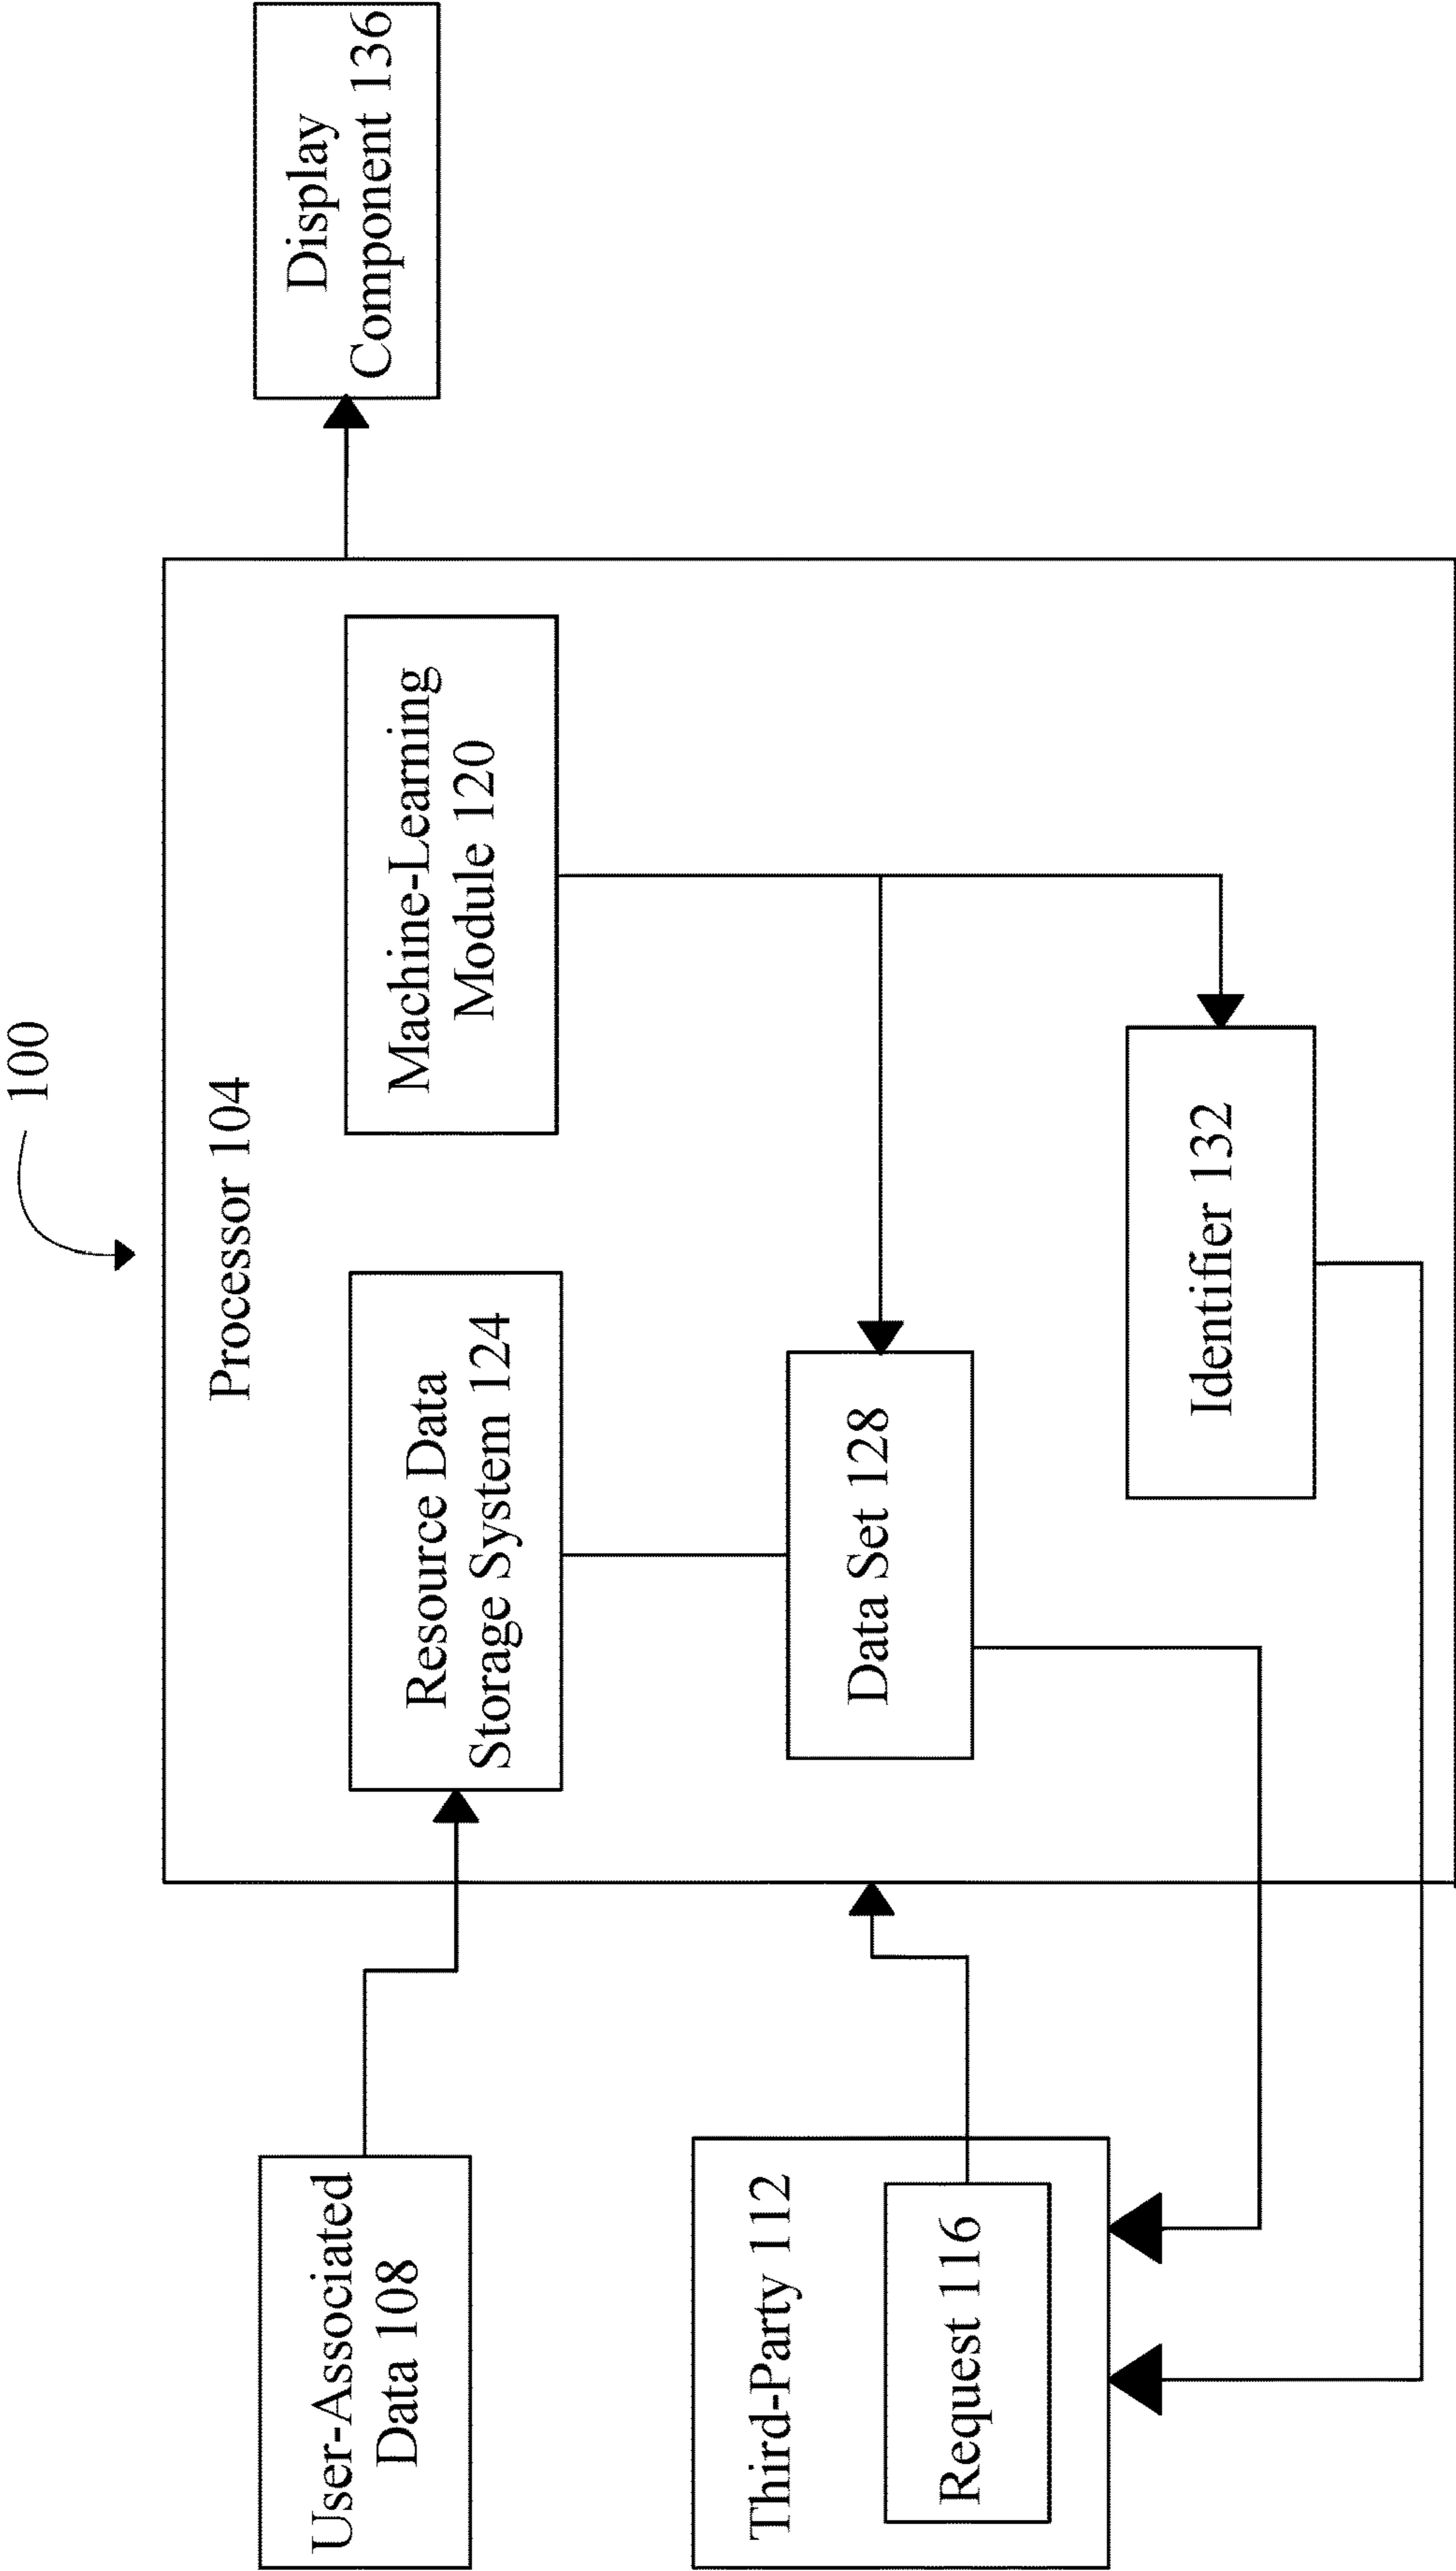 100
Processor 104
User-Associated
Data 108
Resource Data
Storage System 124
Machine-Learning
Module 120
Display
Component 136
Third-Party 112
Request 116
Data Set 128
Identifier 132